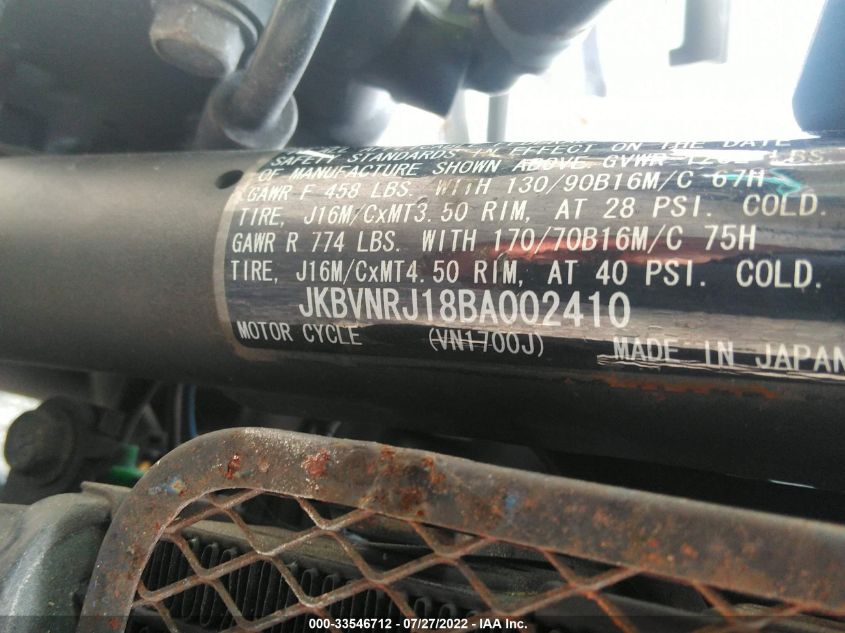 SAFETY STANDARDS IN EFFECT ON THE DATE
OF MANUFACTURE SHOWN ABOVE GVWR LBS.
GAWR F 458 LBS. WITH 130/90B16M/C 67H
TIRE, J16M/CxMT3.50 RIM, AT 28 PSI. COLD.
GAWR R 774 LBS. WITH 170/70B16M/C 75H
TIRE, J16M/CxMT4.50 RIM, AT 40 PSI. COLD.
JKBVNRJ18BA002410
MOTOR CYCLE (VN1700J) MADE IN JAPAN
000-33546712 - 07/27/2022 - IAA Inc.